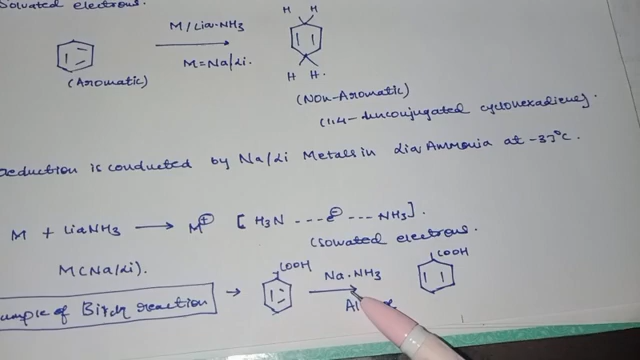 Solvated electrons.
M/Liq.NH3
M=Na/Li.
H H
H H.
(Aromatic)
(Non-Aromatic)
(1,4-Unconjugated cyclohexadiene).
reduction is conducted by Na/Li Metals in Liq Ammonia at -33°C.
M + Liq NH3 → M⊕ [H3N ---e⊖---NH3].
(Solvated electrons.
M(Na/Li).
Example of Birch reaction → COOH Na.NH3 COOH